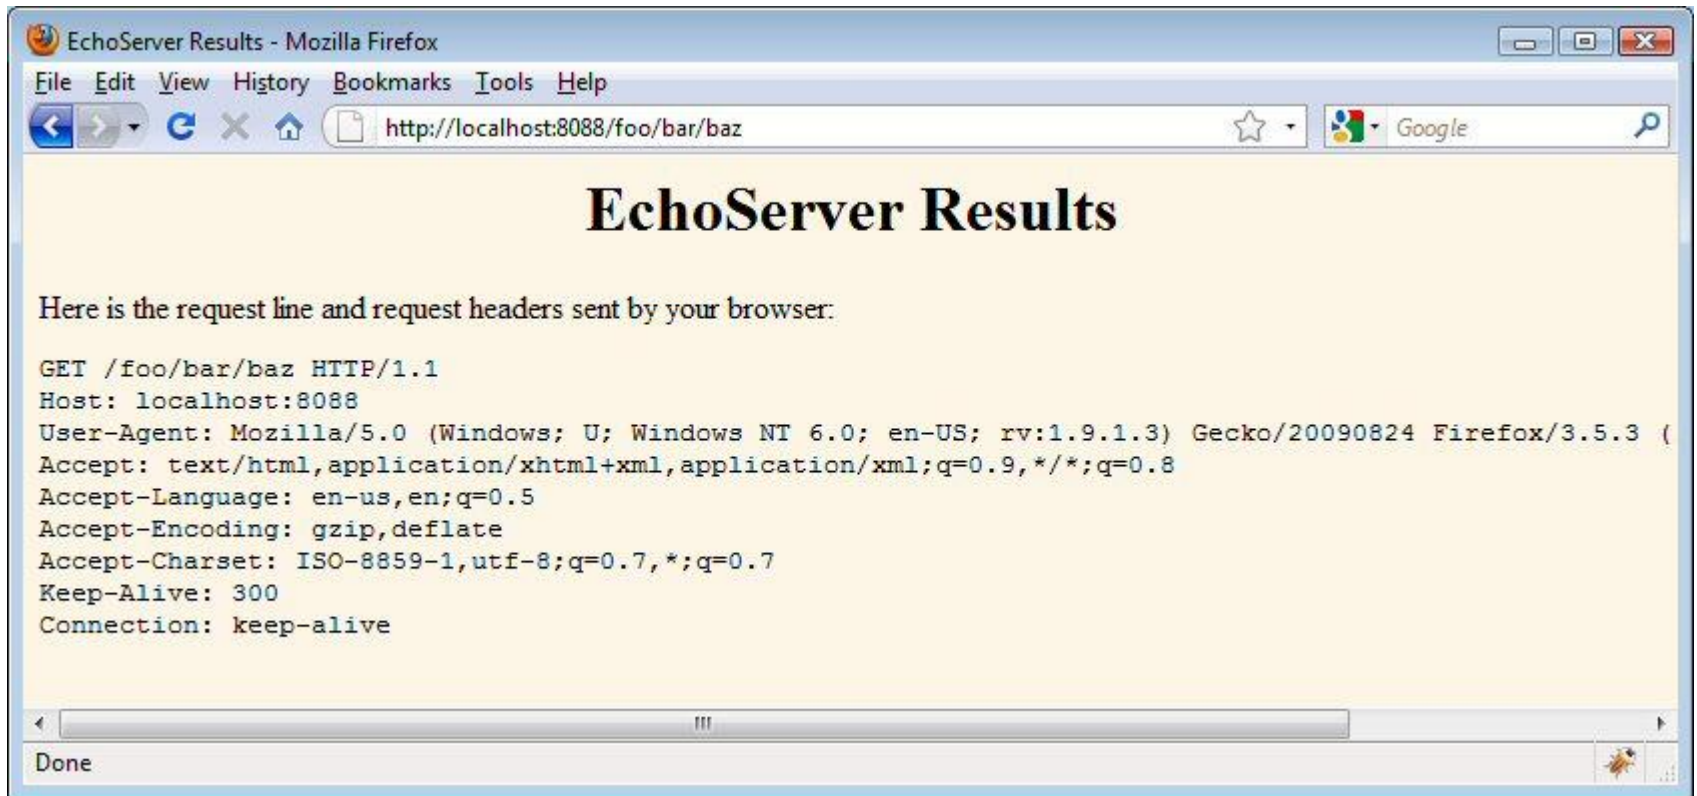 EchoServer Results - Mozilla Firefox
File Edit View History Bookmarks Tools Help
http://localhost:8088/foo/bar/baz Google
EchoServer Results
Here is the request line and request headers sent by your browser:
GET /foo/bar/baz HTTP/1.1
Host: localhost:8088
User-Agent: Mozilla/5.0 (Windows; U; Windows NT 6.0; en-US; rv:1.9.1.3) Gecko/20090824 Firefox/3.5.3 (
Accept: text/html,application/xhtml+xml,application/xml;q=0.9,*/*;q=0.8
Accept-Language: en-us,en;q=0.5
Accept-Encoding: gzip,deflate
Accept-Charset: ISO-8859-1,utf-8;q=0.7,*;q=0.7
Keep-Alive: 300
Connection: keep-alive
Done